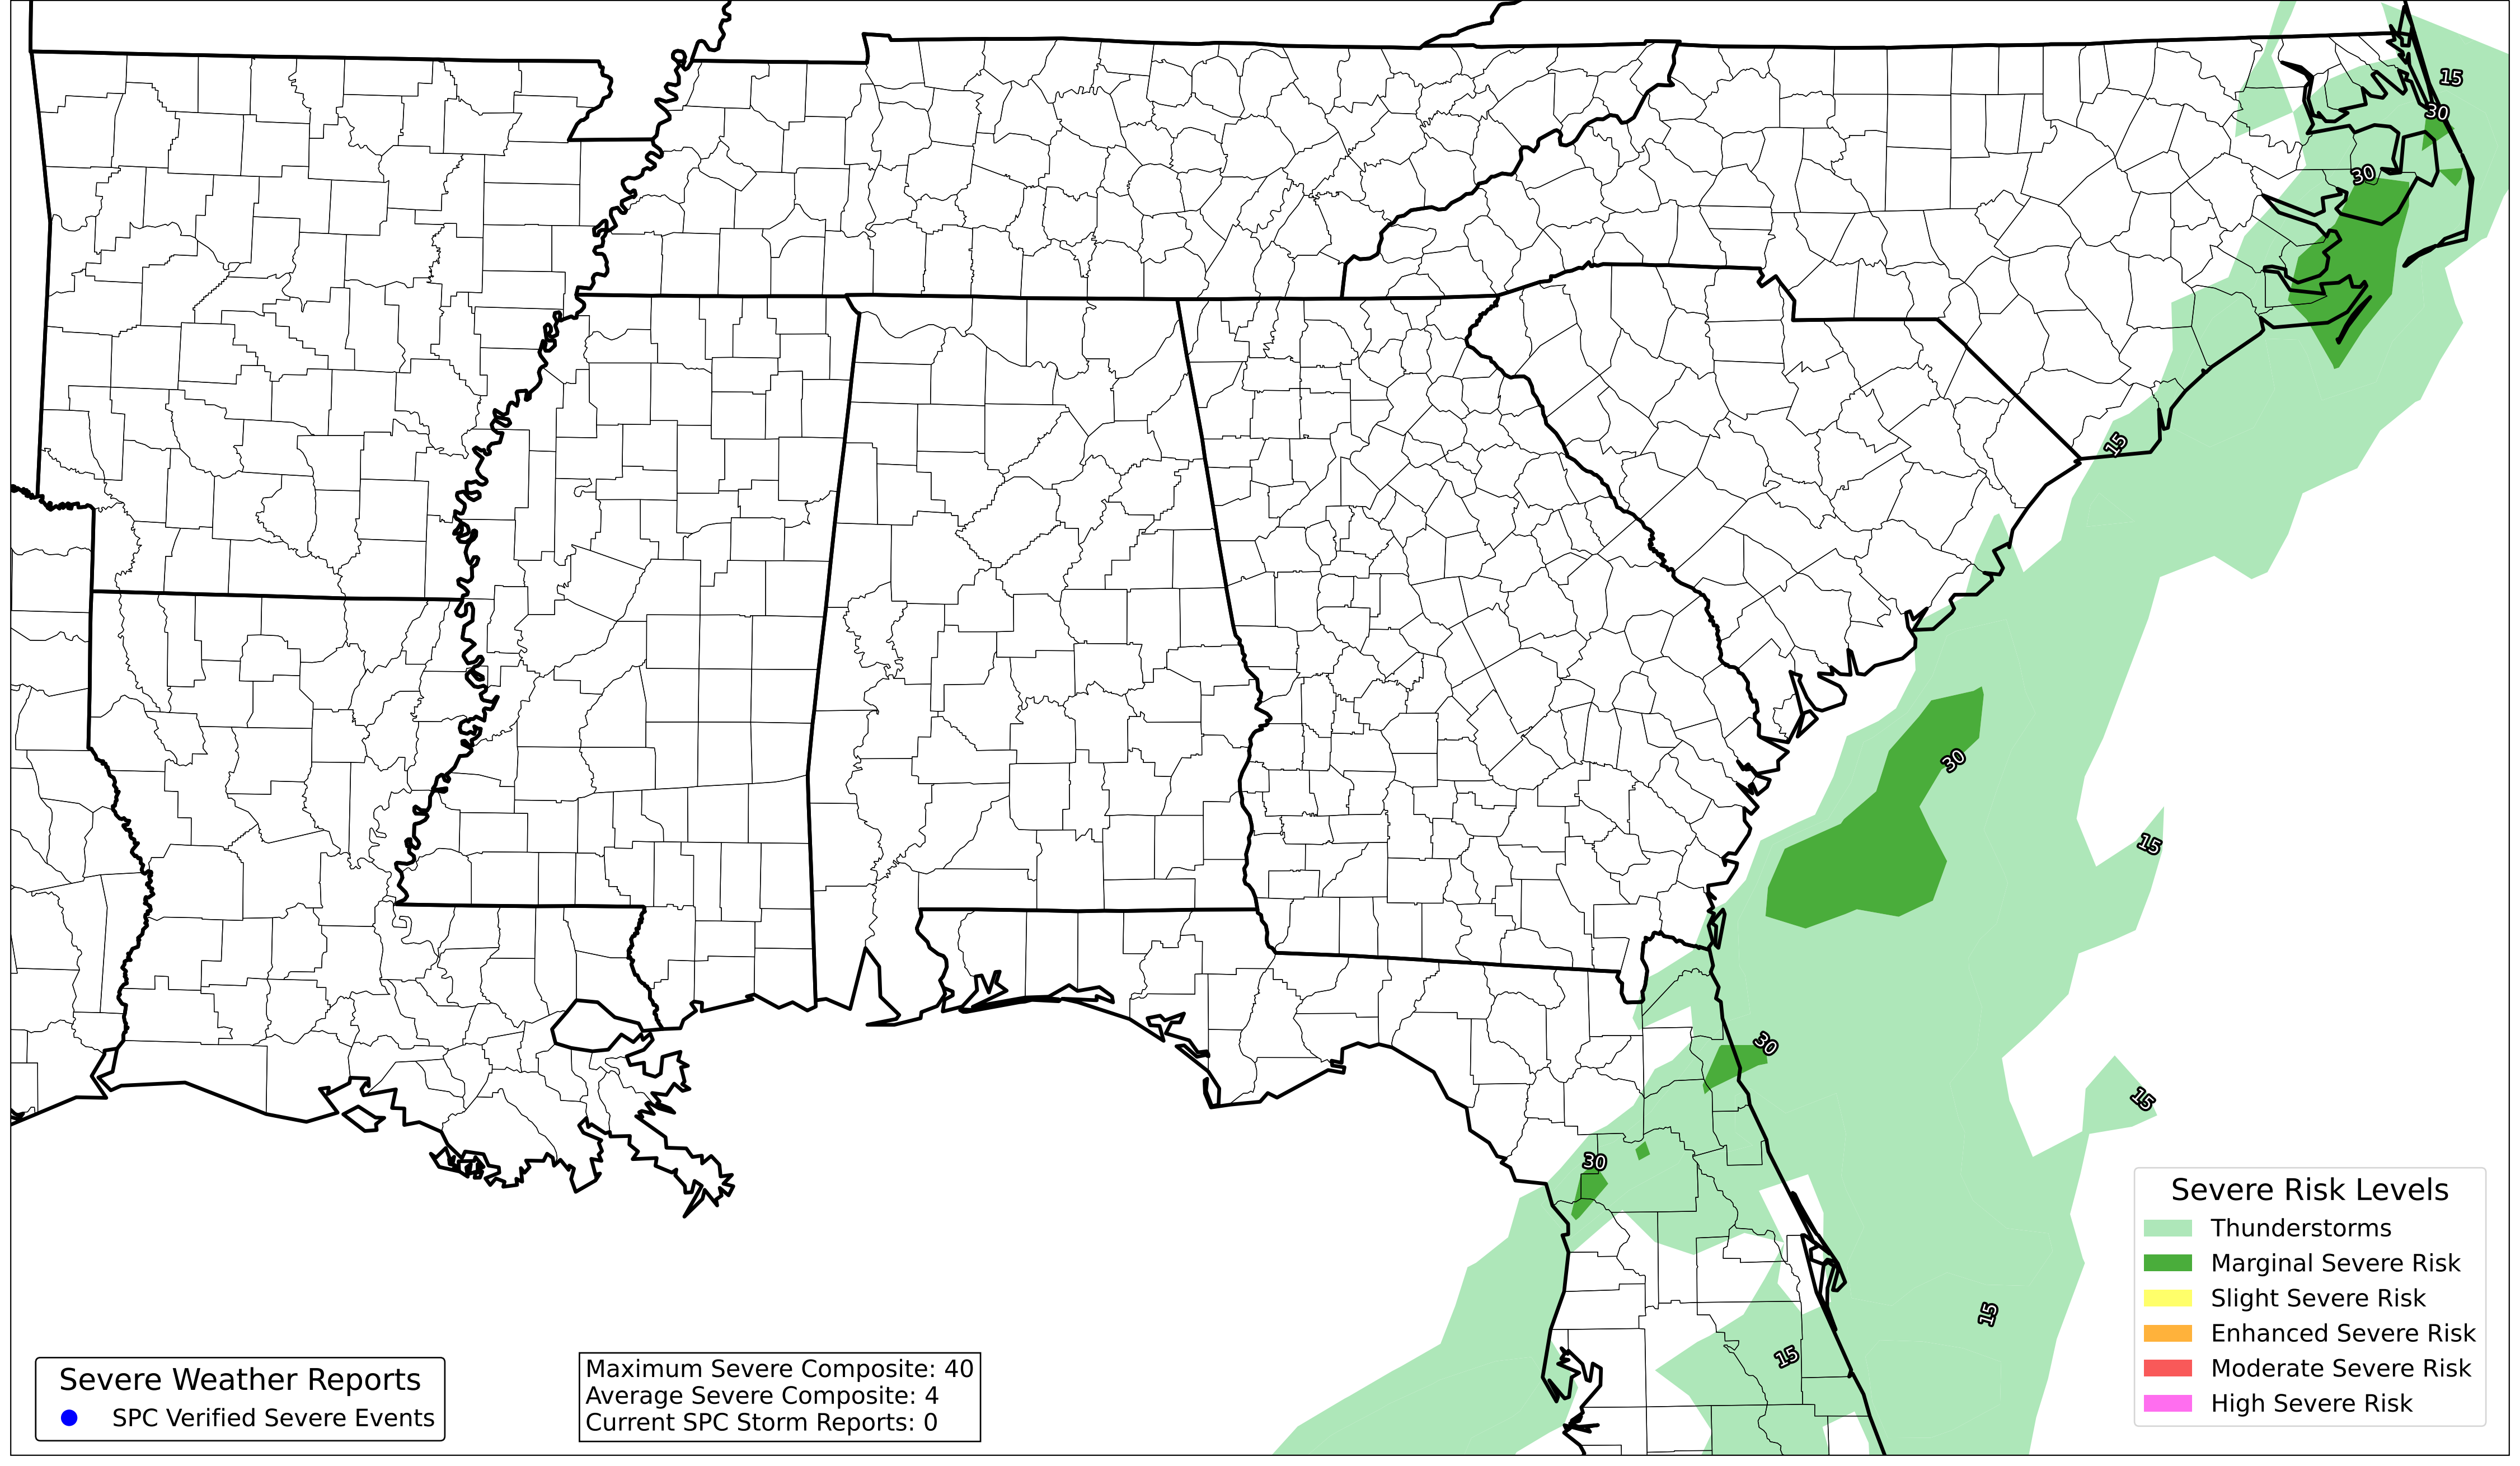 15
30
30
15
30
15
30
15
30
15
15
Severe Risk Levels
Thunderstorms
Marginal Severe Risk
Slight Severe Risk
Enhanced Severe Risk
Moderate Severe Risk
High Severe Risk
Severe Weather Reports
SPC Verified Severe Events
Maximum Severe Composite: 40
Average Severe Composite: 4
Current SPC Storm Reports: 0